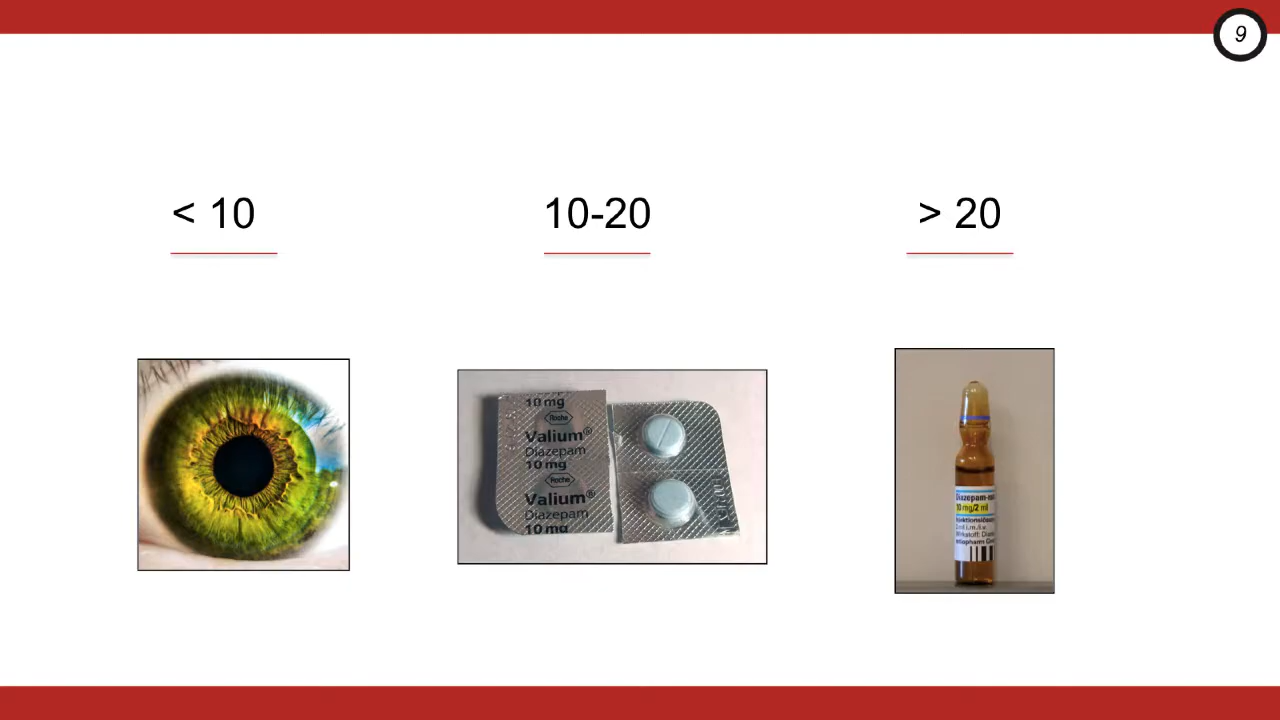 9
< 10
10-20
> 20
10 mg
Roche
Valium®
Diazepam
10 mg
Roche
Valium®
Diazepam
10 mg
10 mg/2 ml